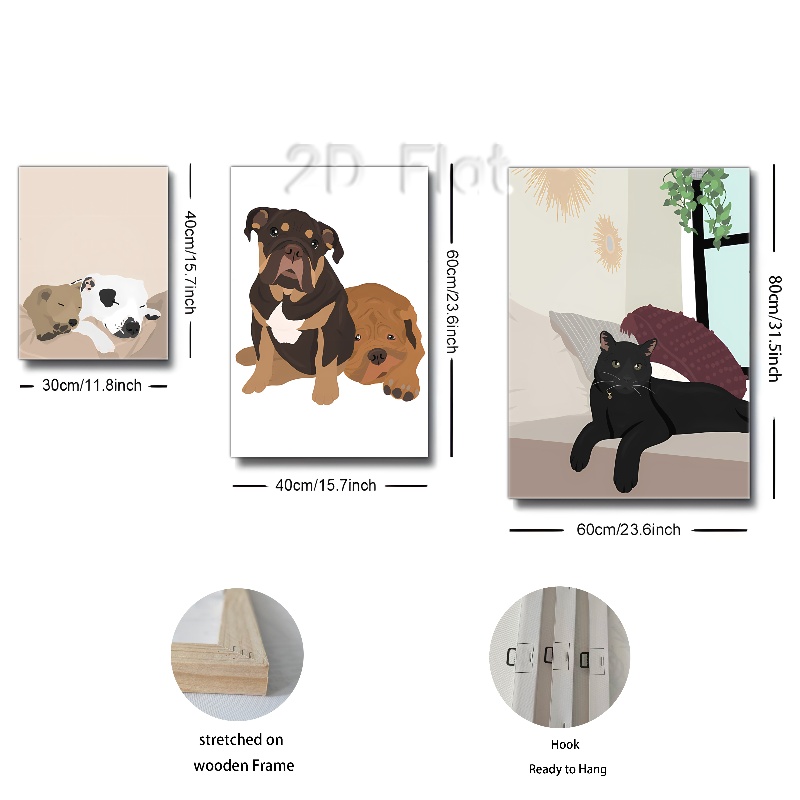 2D Flat
40cm/15.7inch
30cm/11.8inch
60cm/23.6inch
40cm/15.7inch
80cm/31.5inch
60cm/23.6inch
stretched on
wooden Frame
Hook
Ready to Hang